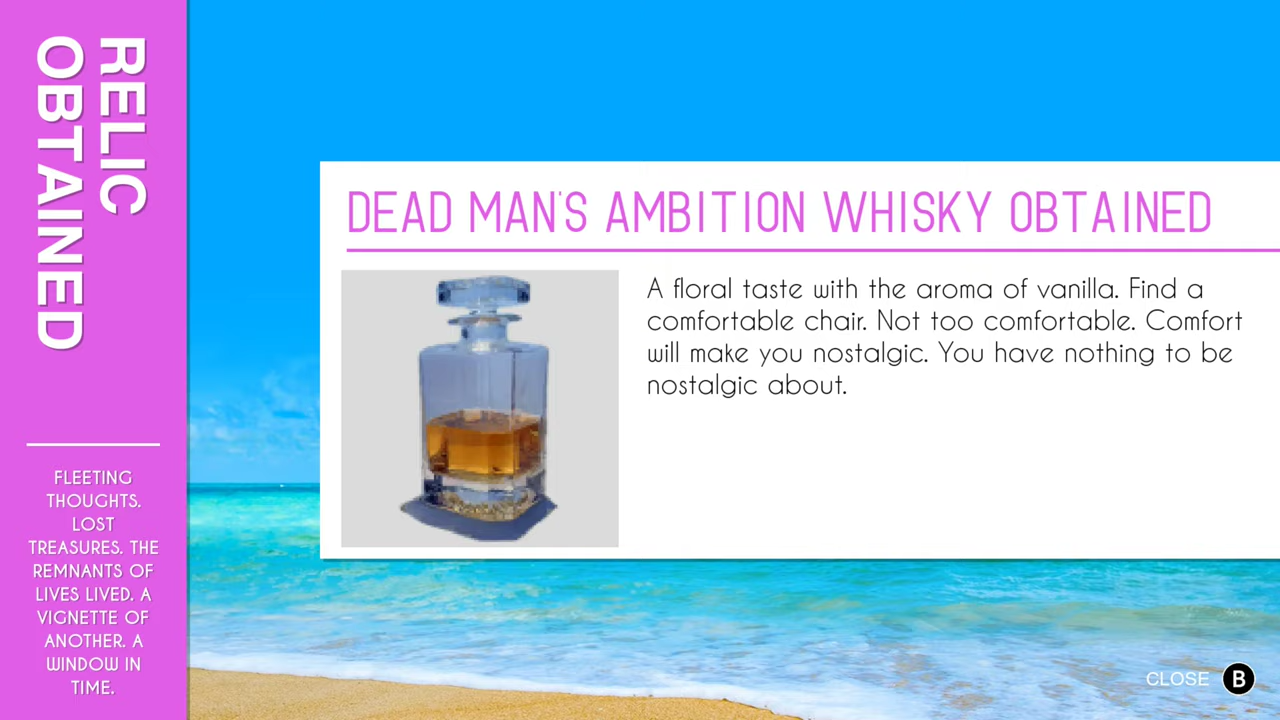 RELIC
OBTAINED
FLEETING
THOUGHTS.
LOST
TREASURES. THE
REMNANTS OF
LIVES LIVED. A
VIGNETTE OF
ANOTHER. A
WINDOW IN
TIME.
DEAD MAN'S AMBITION WHISKY OBTAINED
A floral taste with the aroma of vanilla. Find a
comfortable chair. Not too comfortable. Comfort
will make you nostalgic. You have nothing to be
nostalgic about.
CLOSE B